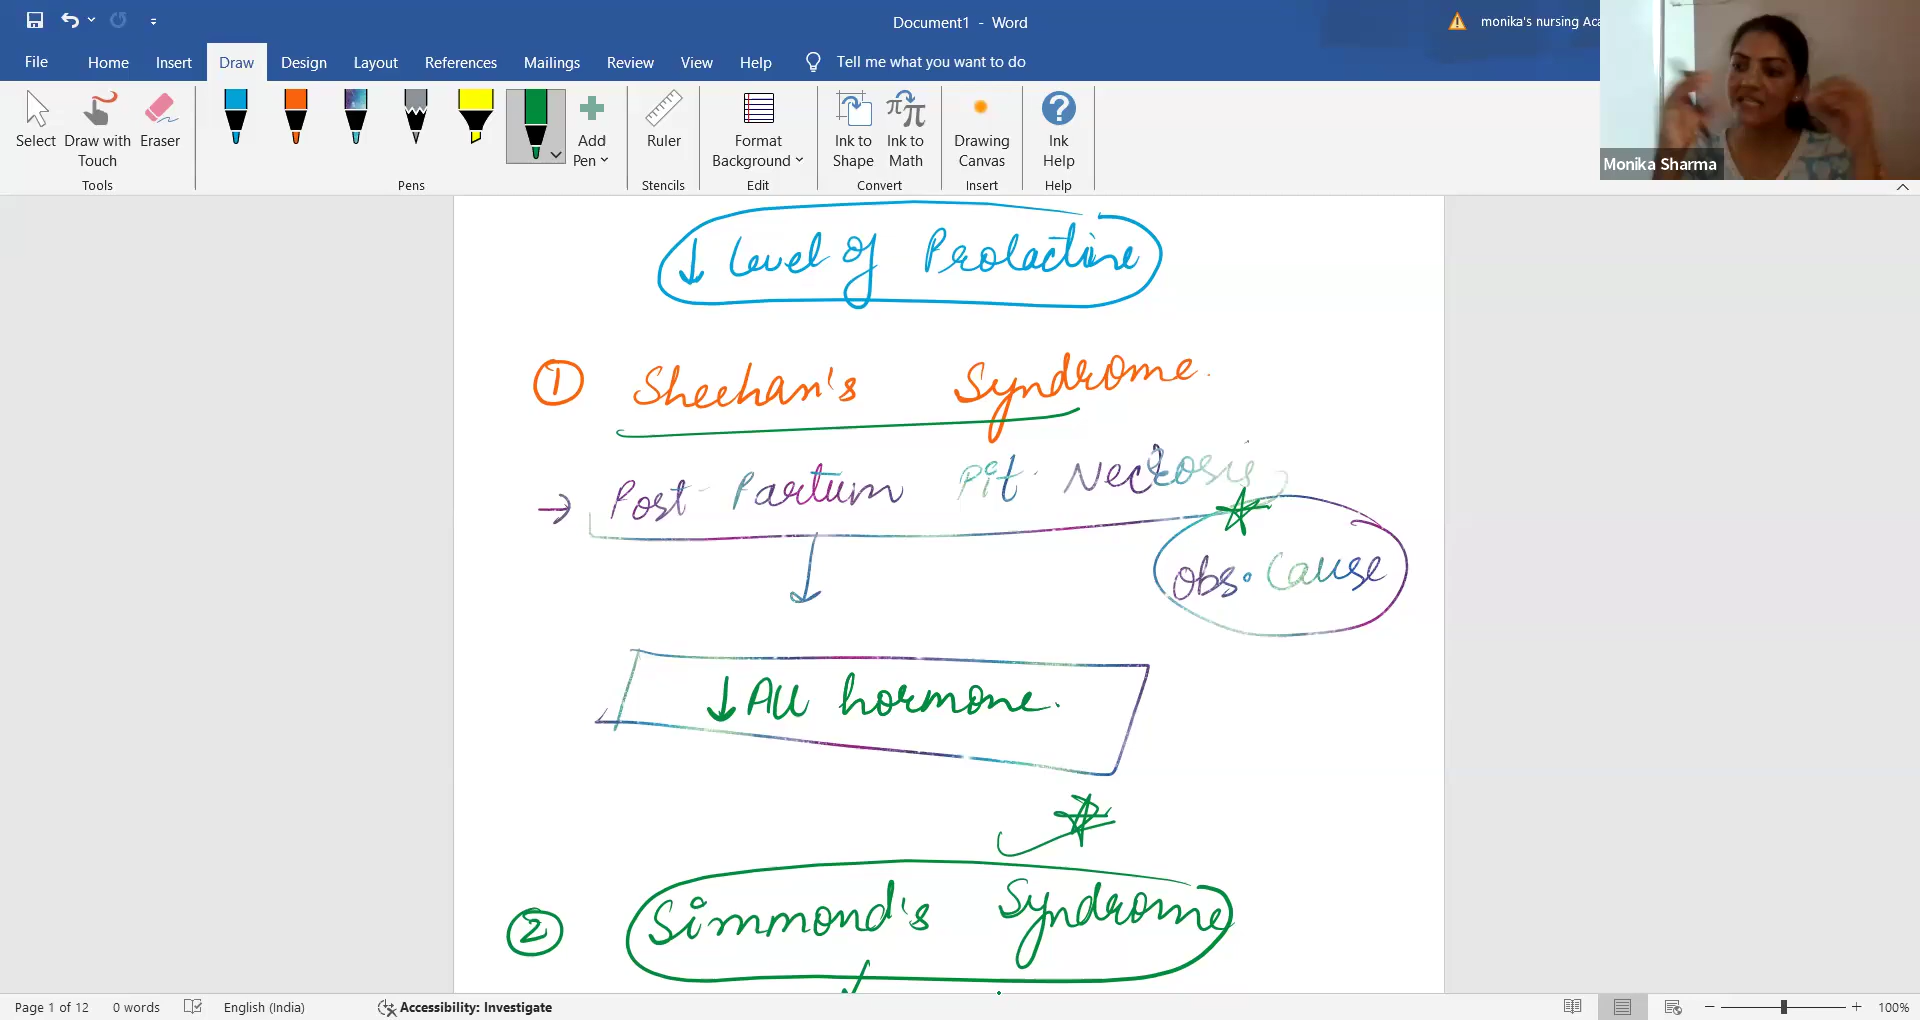 Document1 - Word
monika's nursing Aca
File Home Insert Draw Design Layout References Mailings Review View Help Tell me what you want to do
Select Draw with Touch Eraser
Add Pen
Ruler
Format Background
Ink to Shape
Ink to Math
Drawing Canvas
Ink Help
Tools Pens Stencils Edit Convert Insert Help
Monika Sharma
↓ Level of Prolactine
① Sheehan's Syndrome.
→ Post-Partum Pit. Necrosis
Obs. Cause
↓ All hormone.
② Simmond's Syndrome
Page 1 of 12 0 words English (India) Accessibility: Investigate 100%